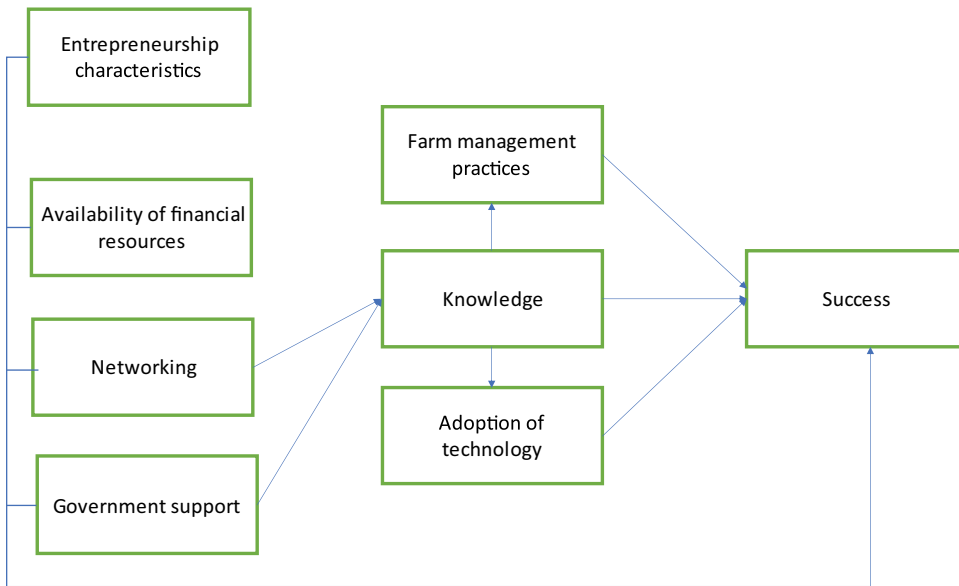 Entrepreneurship
characteristics
Availability of financial
resources
Networking
Government support
Farm management
practices
Knowledge
Adoption of
technology
Success